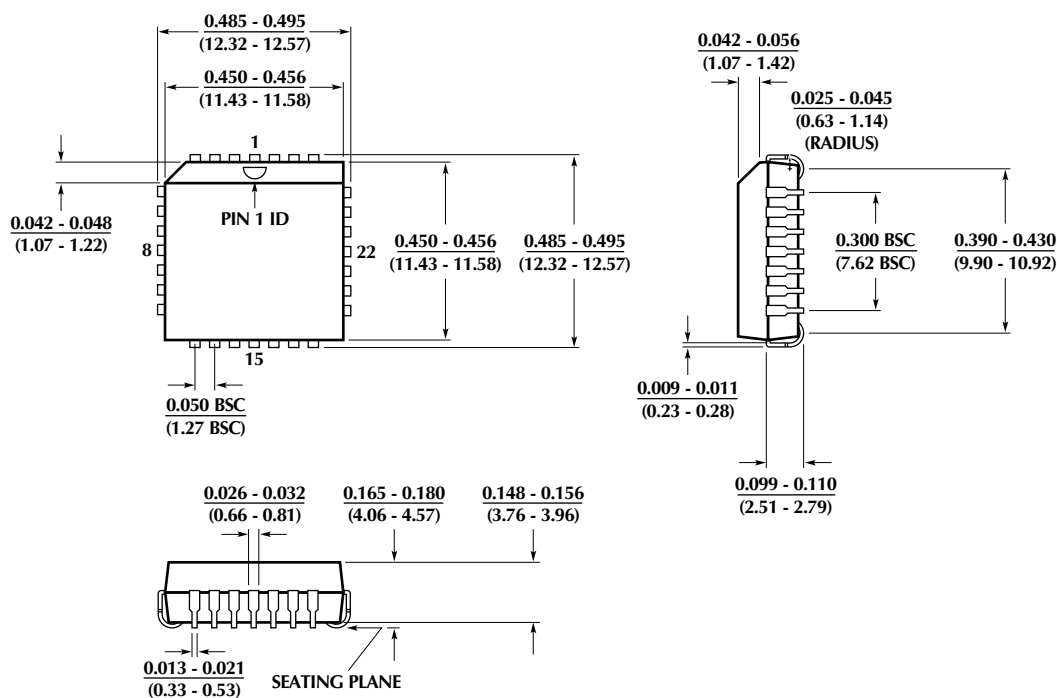 0.485 - 0.495
(12.32 - 12.57)
0.450 - 0.456
(11.43 - 11.58)
1
PIN 1 ID
0.042 - 0.048
(1.07 - 1.22)
8
22
0.450 - 0.456
(11.43 - 11.58)
0.485 - 0.495
(12.32 - 12.57)
15
0.050 BSC
(1.27 BSC)
0.042 - 0.056
(1.07 - 1.42)
0.025 - 0.045
(0.63 - 1.14)
(RADIUS)
0.300 BSC
(7.62 BSC)
0.390 - 0.430
(9.90 - 10.92)
0.009 - 0.011
(0.23 - 0.28)
0.099 - 0.110
(2.51 - 2.79)
0.026 - 0.032
(0.66 - 0.81)
0.165 - 0.180
(4.06 - 4.57)
0.148 - 0.156
(3.76 - 3.96)
0.013 - 0.021
(0.33 - 0.53)
SEATING PLANE